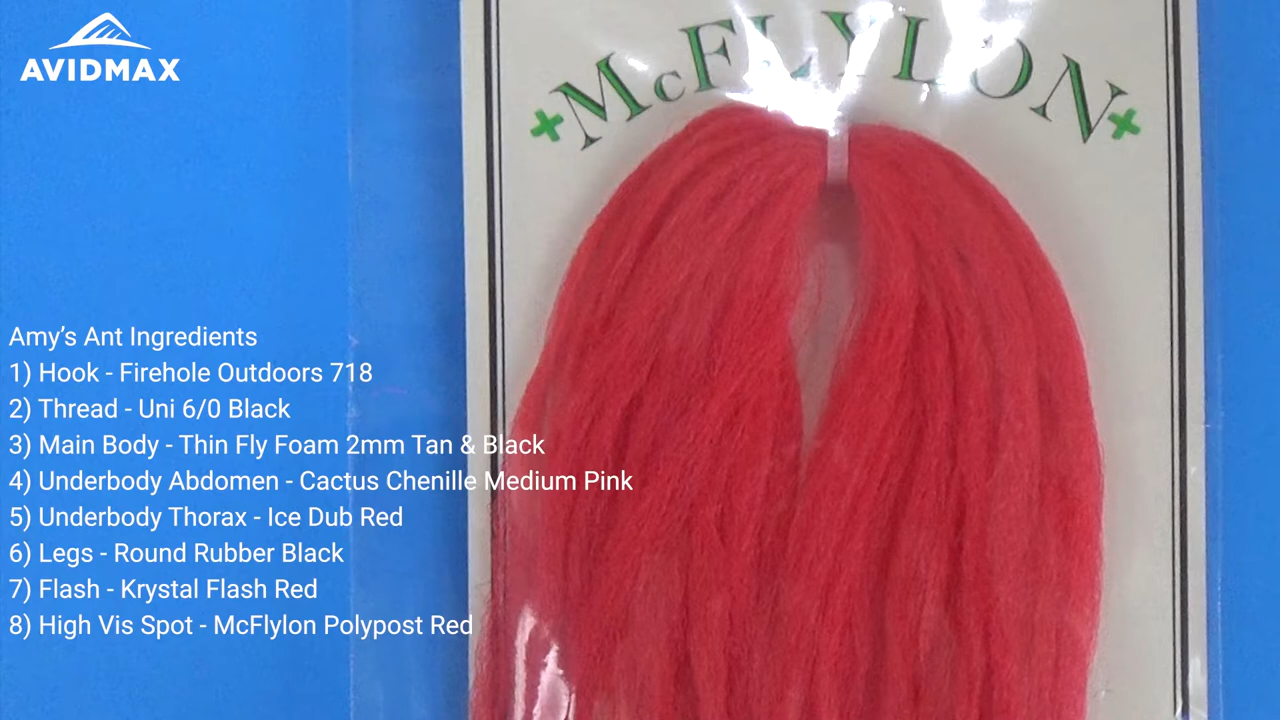 AVIDMAX
McFLYLON
Amy’s Ant Ingredients
1) Hook - Firehole Outdoors 718
2) Thread - Uni 6/0 Black
3) Main Body - Thin Fly Foam 2mm Tan & Black
4) Underbody Abdomen - Cactus Chenille Medium Pink
5) Underbody Thorax - Ice Dub Red
6) Legs - Round Rubber Black
7) Flash - Krystal Flash Red
8) High Vis Spot - McFlylon Polypost Red